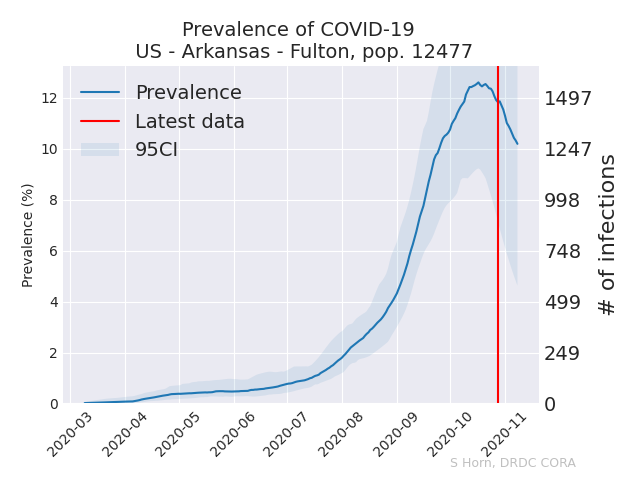 Prevalence of COVID-19
US - Arkansas - Fulton, pop. 12477
Prevalence
Latest data
95CI
Prevalence (%)
12
10
8
6
4
2
0
1497
1247
998
748
499
249
0
# of infections
2020-03
2020-04
2020-05
2020-06
2020-07
2020-08
2020-09
2020-10
2020-11
S Horn, DRDC CORA